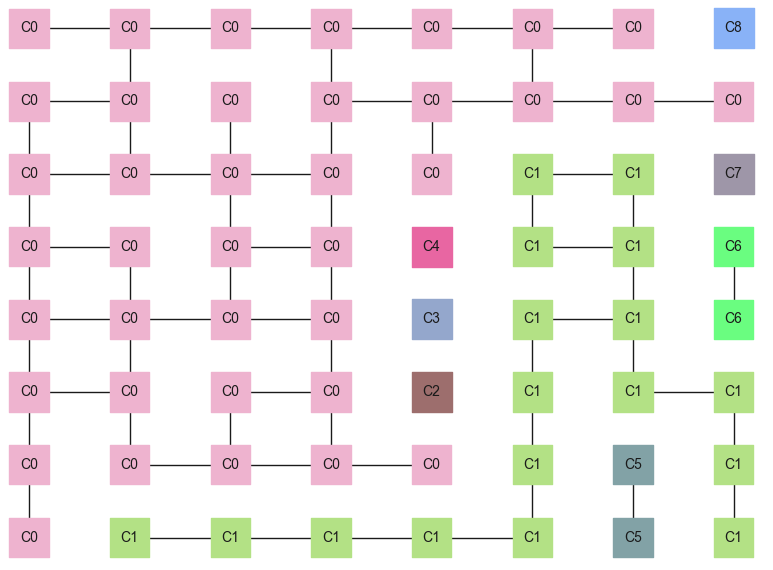 C0 C0 C0 C0 C0 C0 C0 C8
C0 C0 C0 C0 C0 C0 C0 C0
C0 C0 C0 C0 C0 C1 C1 C7
C0 C0 C0 C0 C4 C1 C1 C6
C0 C0 C0 C0 C3 C1 C1 C6
C0 C0 C0 C0 C2 C1 C1 C1
C0 C0 C0 C0 C0 C1 C5 C1
C0 C1 C1 C1 C1 C1 C5 C1